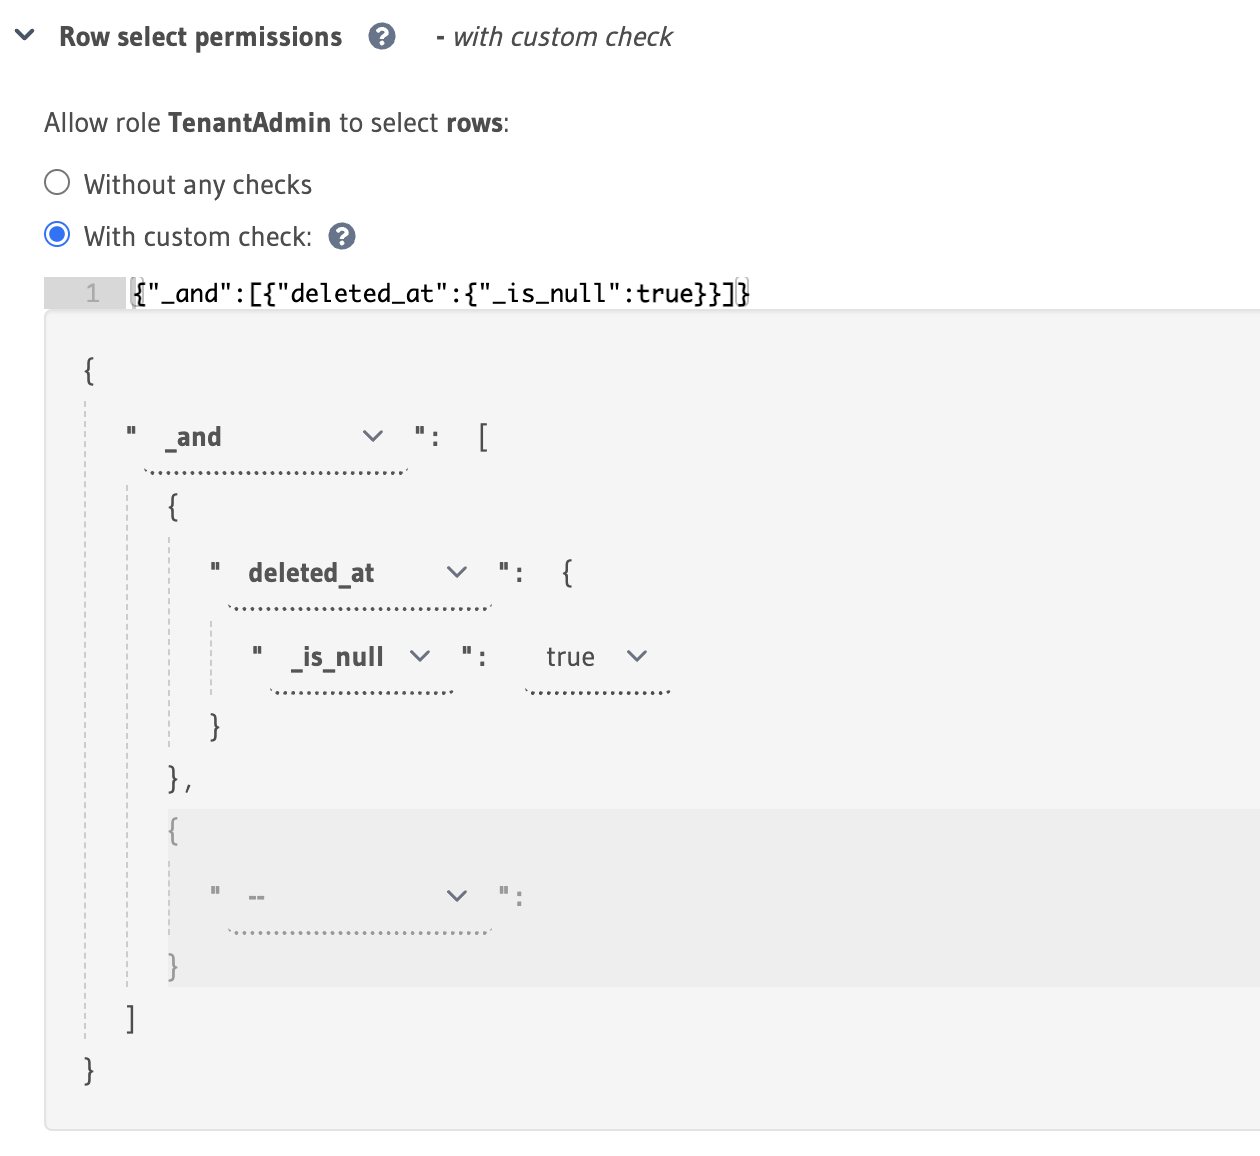 Row select permissions ? - with custom check
Allow role TenantAdmin to select rows:
Without any checks
With custom check: ?
1 {"_and":[{"deleted_at":{"_is_null":true}}]}
{
" _and ": [
{
" deleted_at ": {
" _is_null ": true
}
},
{
" -- ":
}
]
}